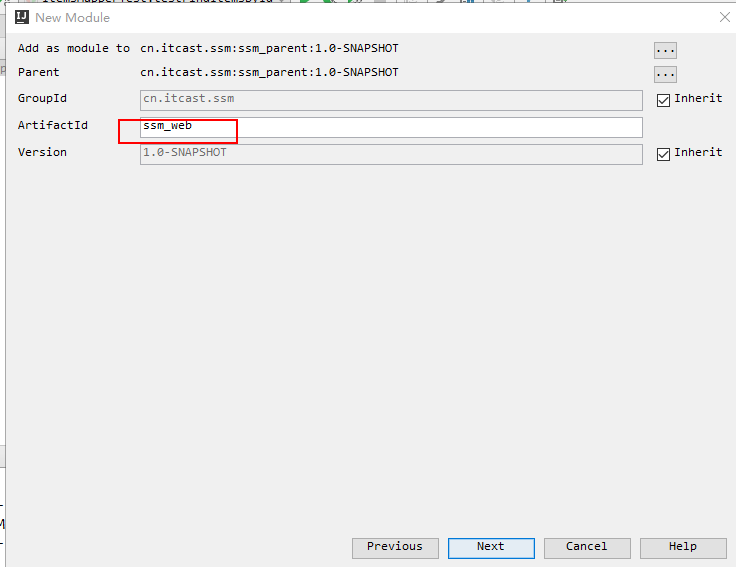 New Module
Add as module to cn.itcast.ssm:ssm_parent:1.0-SNAPSHOT ...
Parent cn.itcast.ssm:ssm_parent:1.0-SNAPSHOT ...
GroupId cn.itcast.ssm Inherit
ArtifactId ssm_web
Version 1.0-SNAPSHOT Inherit
Previous Next Cancel Help